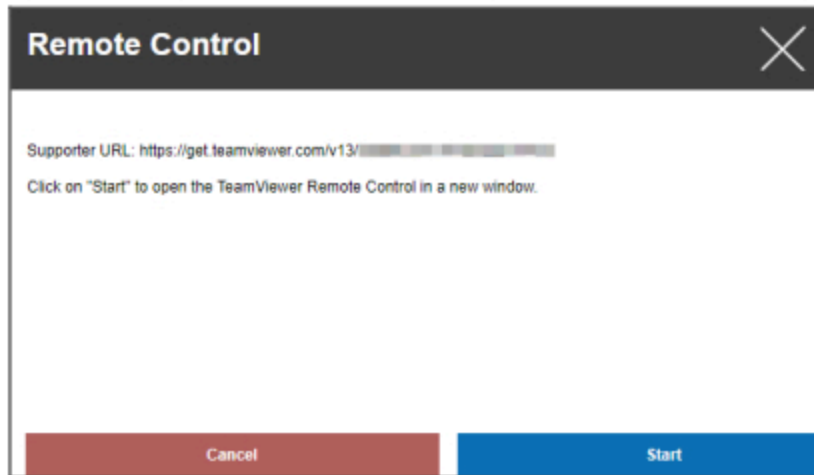 Remote Control
Supporter URL: https://get.teamviewer.com/v13/
Click on "Start" to open the TeamViewer Remote Control in a new window.
Cancel
Start